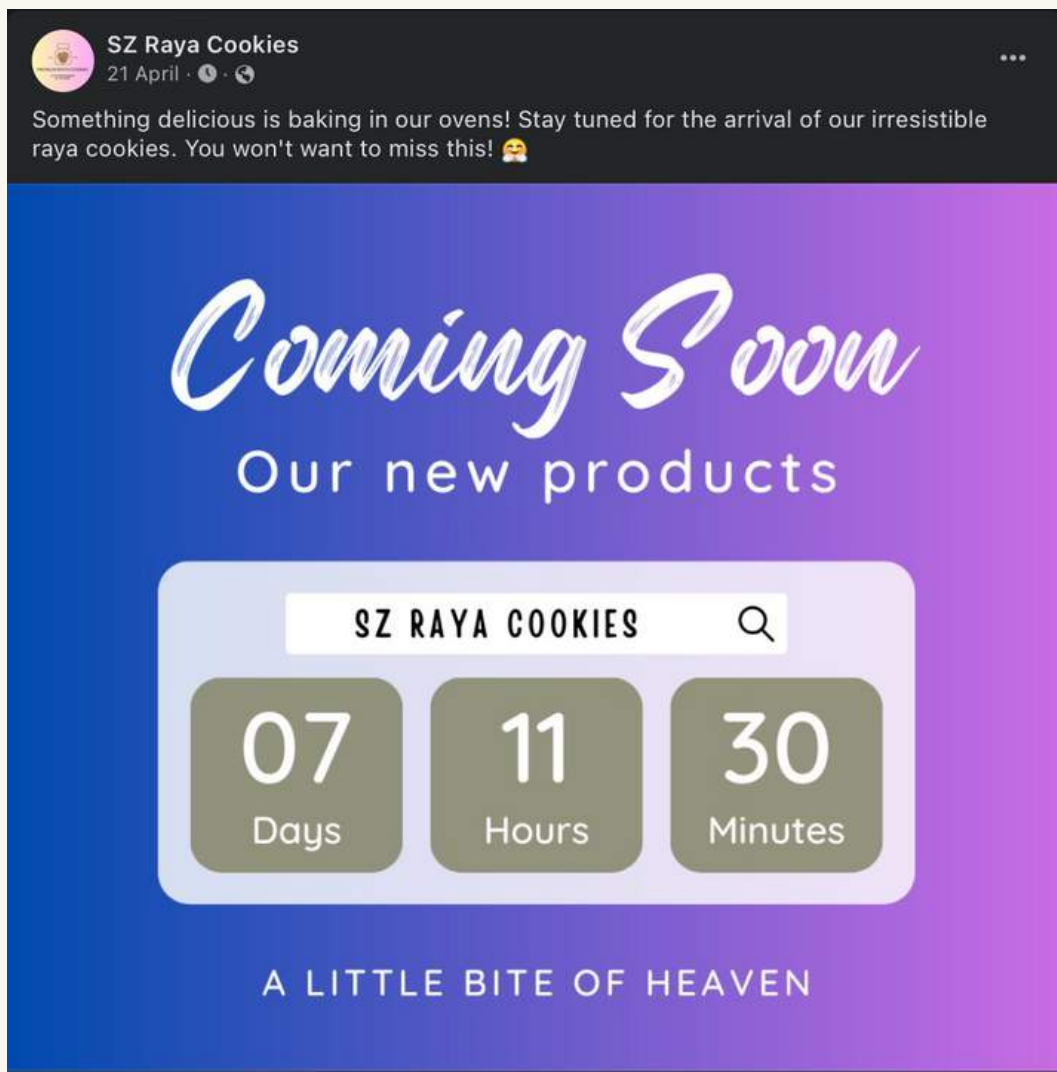 SZ Raya Cookies
21 April
Something delicious is baking in our ovens! Stay tuned for the arrival of our irresistible
raya cookies. You won't want to miss this! 🤗
Coming Soon
Our new products
SZ RAYA COOKIES
07 11 30
Days Hours Minutes
A LITTLE BITE OF HEAVEN